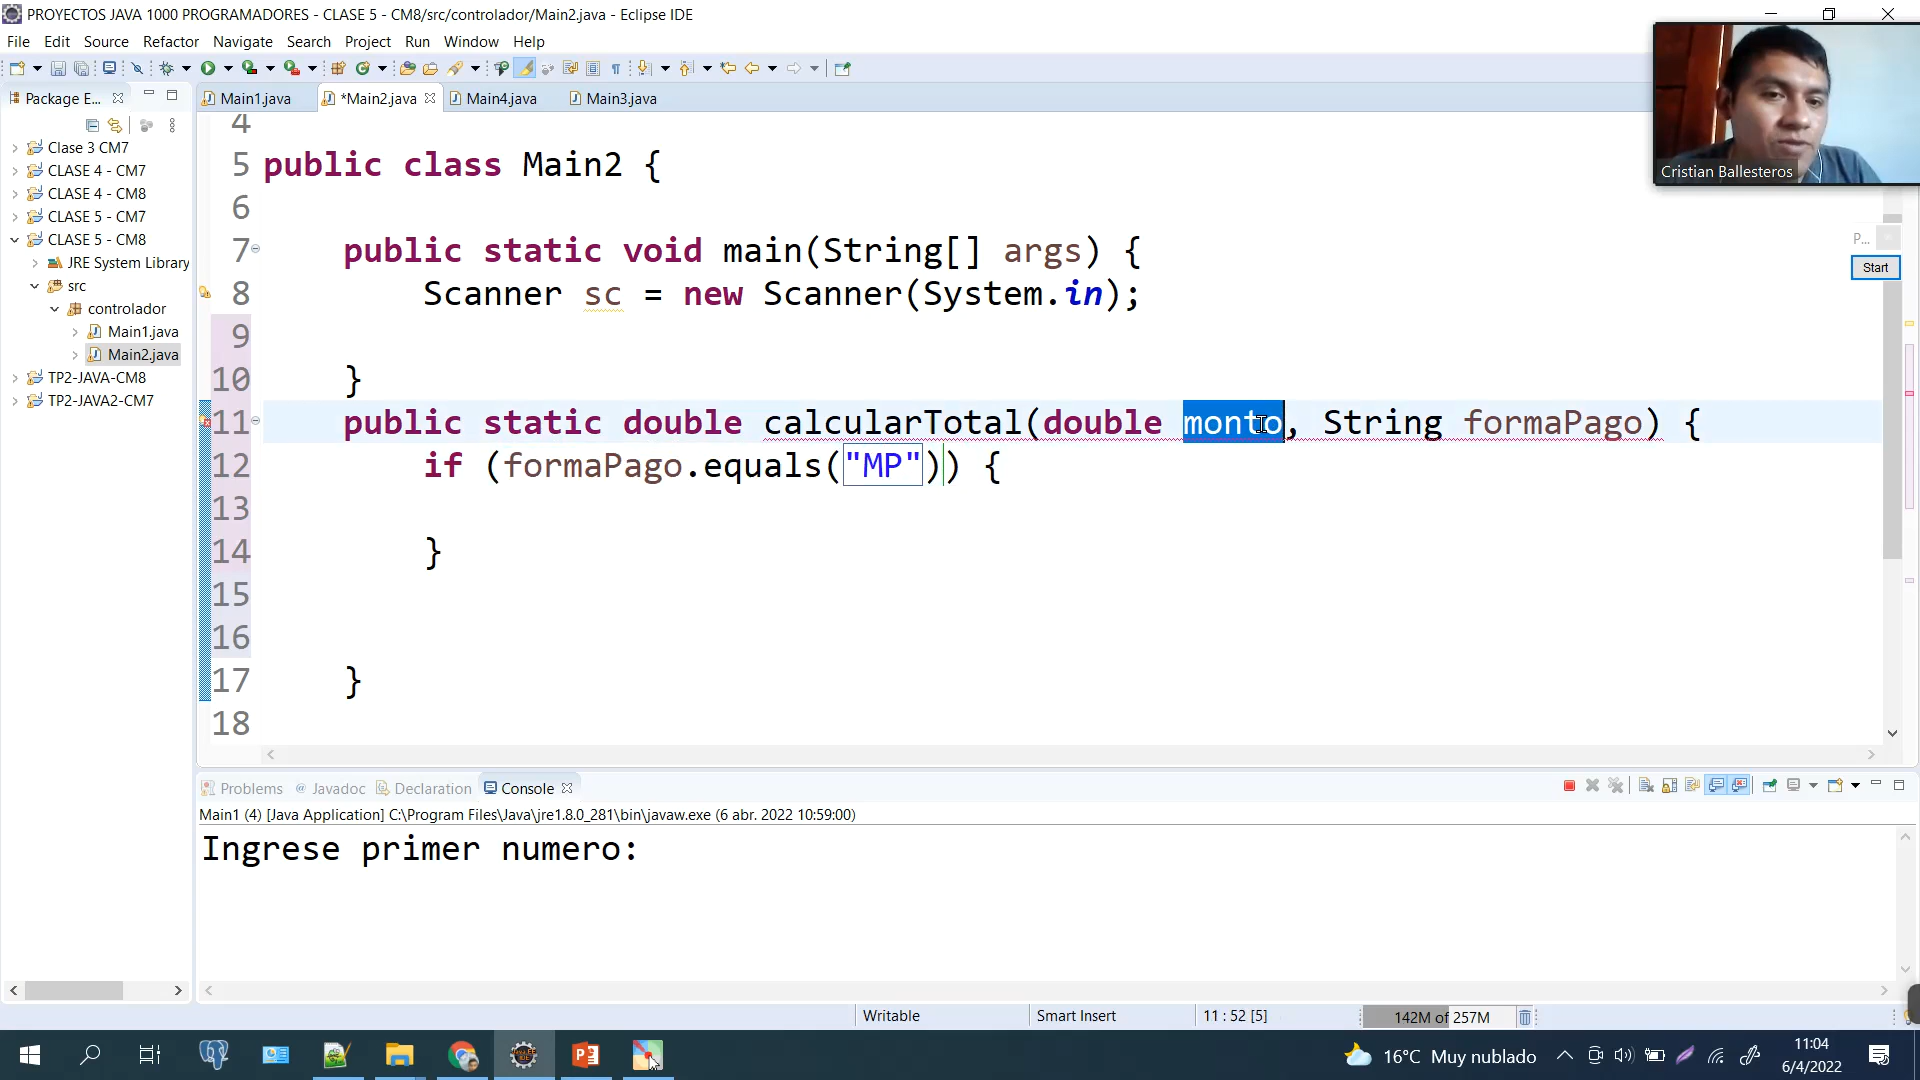 PROYECTOS JAVA 1000 PROGRAMADORES - CLASE 5 - CM8/src/controlador/Main2.java - Eclipse IDE
File Edit Source Refactor Navigate Search Project Run Window Help
Package E...
Main1.java
*Main2.java
Main4.java
Main3.java
Clase 3 CM7
CLASE 4 - CM7
CLASE 4 - CM8
CLASE 5 - CM7
CLASE 5 - CM8
JRE System Library
src
controlador
Main1.java
Main2.java
TP2-JAVA-CM8
TP2-JAVA2-CM7
4
5 public class Main2 {
6
7 public static void main(String[] args) {
8 Scanner sc = new Scanner(System.in);
9
10 }
11 public static double calcularTotal(double monto, String formaPago) {
12 if (formaPago.equals("MP")) {
13
14 }
15
16
17 }
18
Cristian Ballesteros
P...
Start
Problems @ Javadoc Declaration Console
Main1 (4) [Java Application] C:\Program Files\Java\jre1.8.0_281\bin\javaw.exe (6 abr. 2022 10:59:00)
Ingrese primer numero:
Writable Smart Insert 11 : 52 [5] 142M of 257M
16°C Muy nublado
11:04
6/4/2022